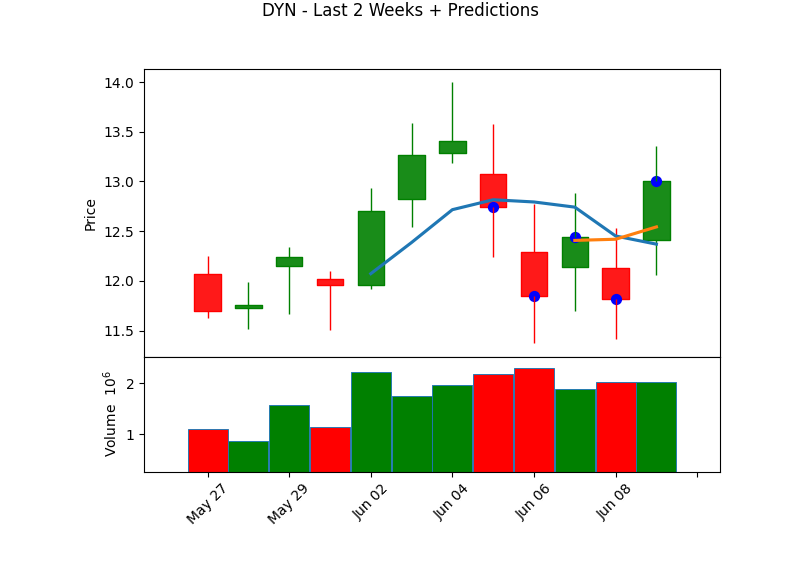 DYN - Last 2 Weeks + Predictions
14.0
13.5
13.0
12.5
12.0
11.5
Price
2
1
Volume 10^6
May 27
May 29
Jun 02
Jun 04
Jun 06
Jun 08